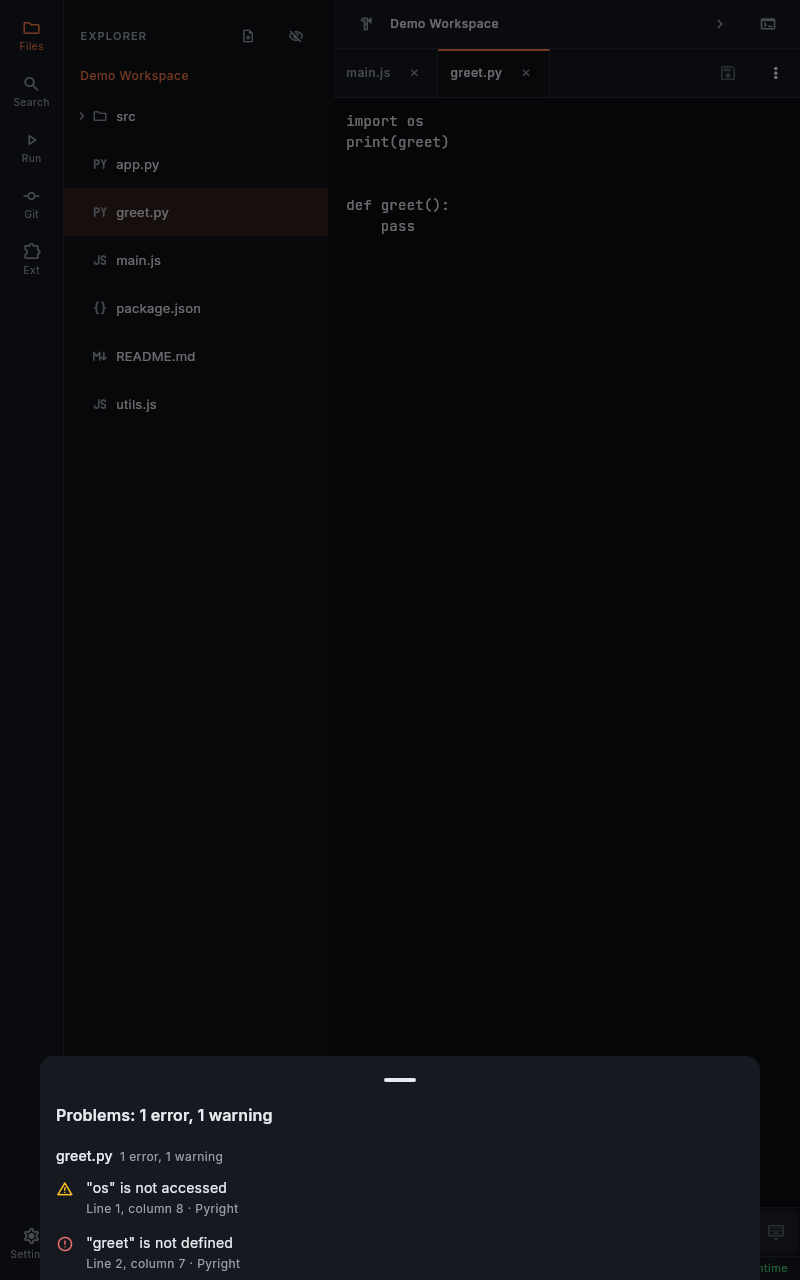 Files
Search
Run
Git
Ext
EXPLORER
Demo Workspace
src
PY app.py
PY greet.py
JS main.js
{} package.json
M↓ README.md
JS utils.js
Demo Workspace
main.js
greet.py
import os
print(greet)
def greet():
    pass
Problems: 1 error, 1 warning
greet.py 1 error, 1 warning
"os" is not accessed
Line 1, column 8 · Pyright
"greet" is not defined
Line 2, column 7 · Pyright